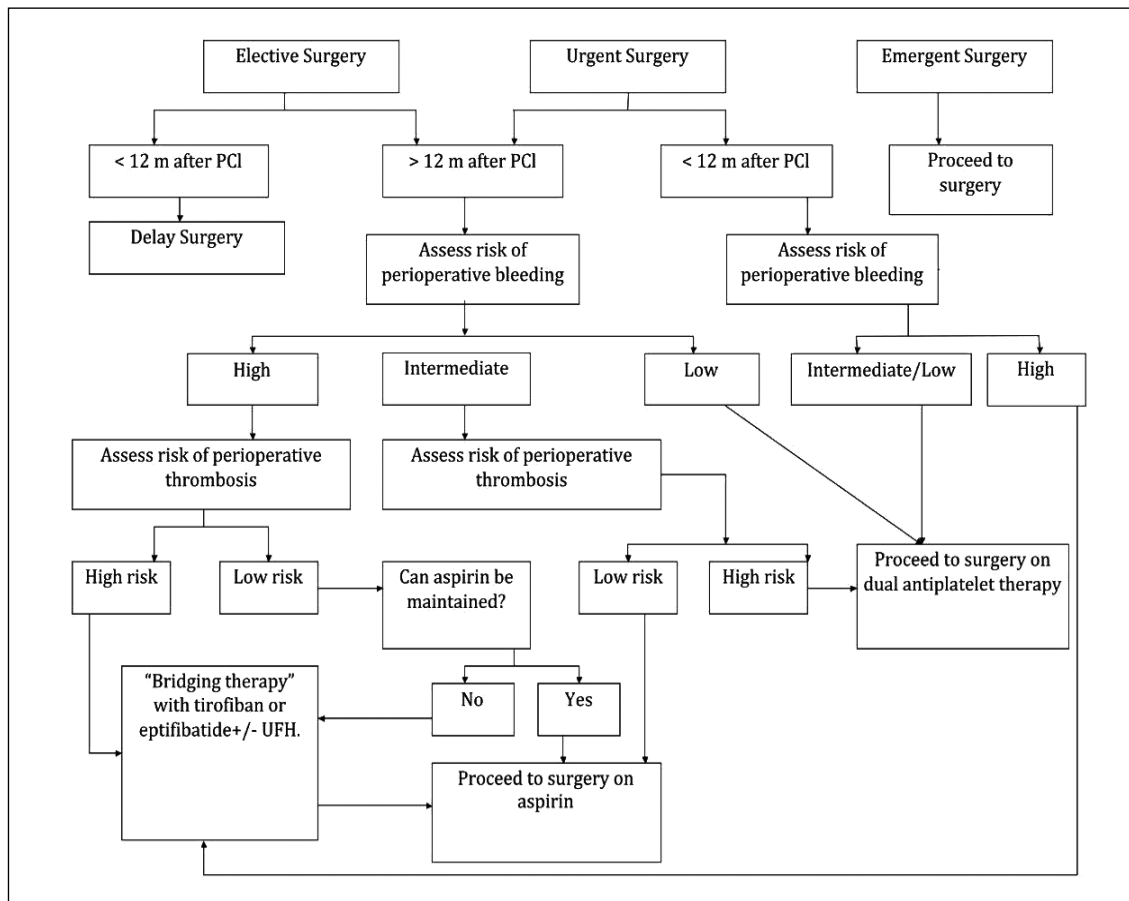 Elective Surgery
Urgent Surgery
Emergent Surgery
< 12 m after PCI
> 12 m after PCI
< 12 m after PCI
Proceed to
surgery
Delay Surgery
Assess risk of
perioperative bleeding
Assess risk of
perioperative bleeding
High
Intermediate
Low
Intermediate/Low
High
Assess risk of perioperative
thrombosis
Assess risk of perioperative
thrombosis
High risk
Low risk
Can aspirin be
maintained?
Low risk
High risk
Proceed to surgery on
dual antiplatelet therapy
“Bridging therapy”
with tirofiban or
eptifibatide+/- UFH.
No
Yes
Proceed to surgery on
aspirin